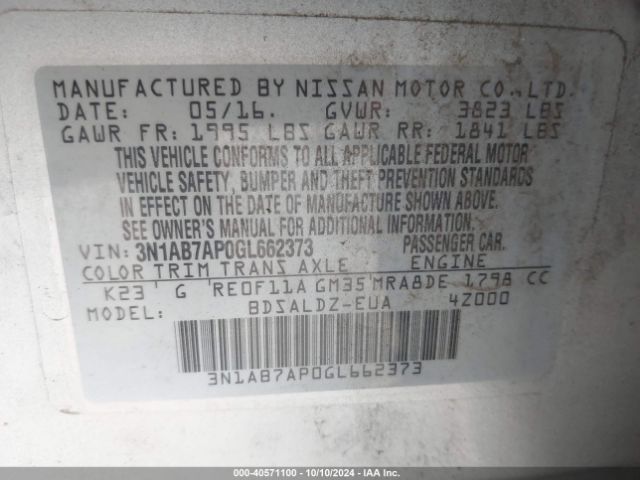 MANUFACTURED BY NISSAN MOTOR CO., LTD.
DATE: 05/16. GVWR: 3823 LBS
GAWR FR: 1995 LBS GAWR RR: 1841 LBS
THIS VEHICLE CONFORMS TO ALL APPLICABLE FEDERAL MOTOR
VEHICLE SAFETY, BUMPER AND THEFT PREVENTION STANDARDS
IN EFFECT ON THE DATE OF MANUFACTURE SHOWN ABOVE.
SEE OWNER'S MANUAL FOR ADDITIONAL INFORMATION.
VIN: 3N1AB7AP0GL662373 PASSENGER CAR.
COLOR TRIM TRANS AXLE ENGINE
K23 G RE0F11A GM35 MRA8DE 1798 CC
MODEL: BDSALDZ-EUA 4Z000
3N1AB7AP0GL662373
000-40571100 - 10/10/2024 - IAA Inc.